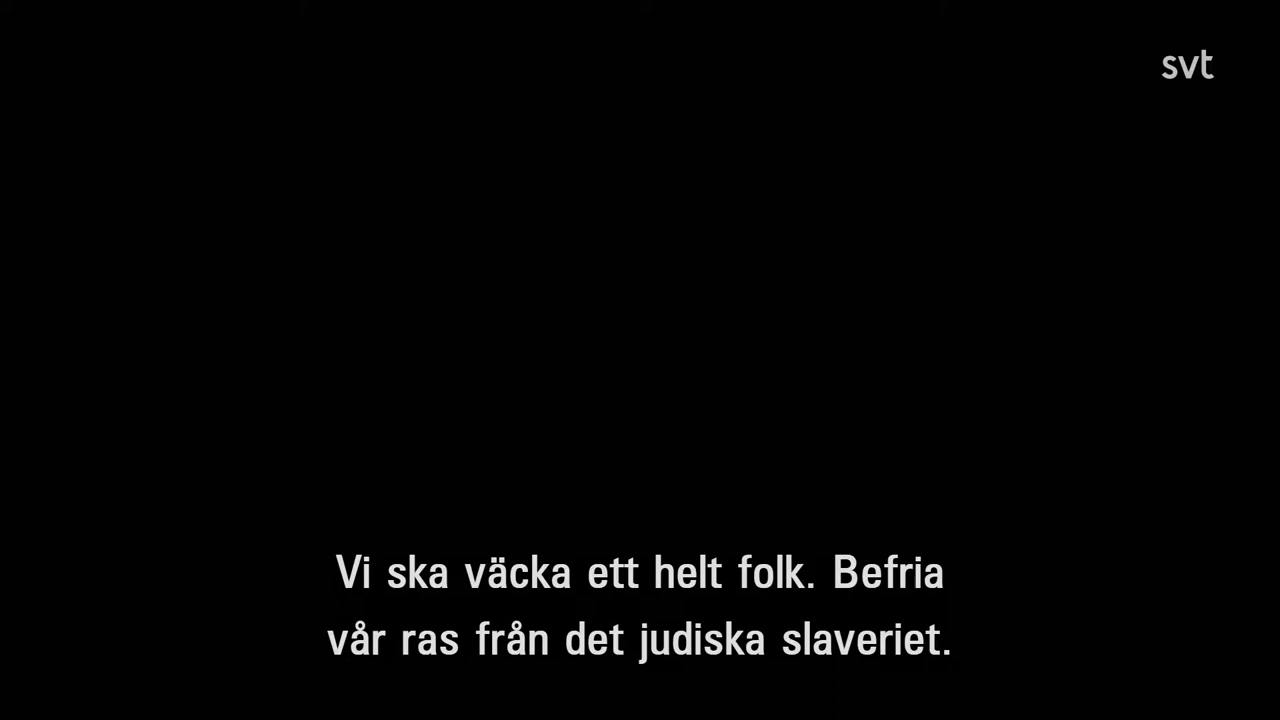 svt
Vi ska väcka ett helt folk. Befria
vår ras från det judiska slaveriet.